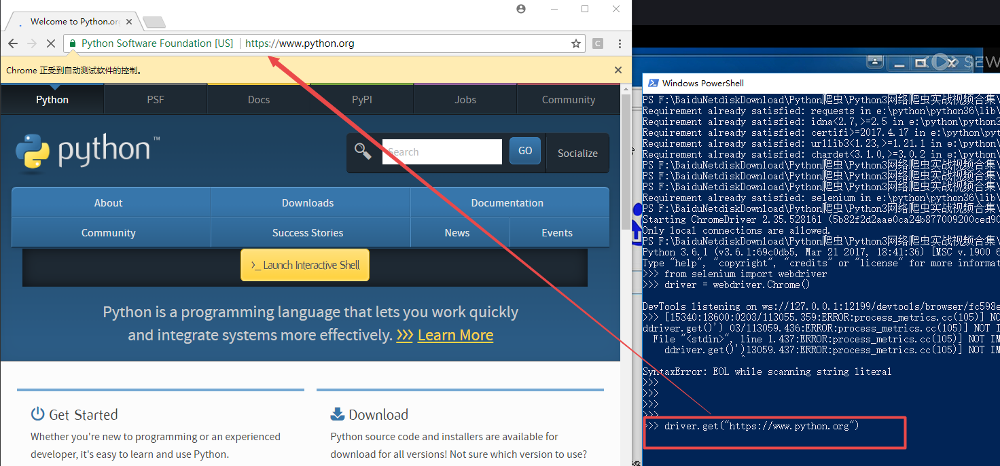 Welcome to Python.or
Python Software Foundation [US]
https://www.python.org
C
Chrome 正受到自动测试软件的控制。
Python
PSF
Docs
PyPI
Jobs
Community
python™
Search
GO
Socialize
About
Downloads
Documentation
Community
Success Stories
News
Events
>_ Launch Interactive Shell
Python is a programming language that lets you work quickly
and integrate systems more effectively. >>> Learn More
Get Started
Whether you're new to programming or an experienced
developer, it's easy to learn and use Python.
Download
Python source code and installers are available for
download for all versions! Not sure which version to use?
SEW
Windows PowerShell
PS F:\BaiduNetdiskDownload\Python爬虫\Python3网络爬虫实战视频合集\
Requirement already satisfied: requests in e:\python\python36\lib\
Requirement already satisfied: idna<2.7,>=2.5 in e:\python\python3
Requirement already satisfied: certifi>=2017.4.17 in e:\python\pyt
Requirement already satisfied: urllib3<1.23,>=1.21.1 in e:\python\
Requirement already satisfied: chardet<3.1.0,>=3.0.2 in e:\python\
PS F:\BaiduNetdiskDownload\Python爬虫\Python3网络爬虫实战视频合集\
PS F:\BaiduNetdiskDownload\Python爬虫\Python3网络爬虫实战视频合集\
PS F:\BaiduNetdiskDownload\Python爬虫\Python3网络爬虫实战视频合集\
Requirement already satisfied: selenium in e:\python\python36\lib\
PS F:\BaiduNetdiskDownload\Python爬虫\Python3网络爬虫实战视频合集\
Starting ChromeDriver 2.35.528161 (5b82f2d2aae0ca24b877009200ced90
Only local connections are allowed.
PS F:\BaiduNetdiskDownload\Python爬虫\Python3网络爬虫实战视频合集\
Python 3.6.1 (v3.6.1:69c0db5, Mar 21 2017, 18:41:36) [MSC v.1900 6
Type "help", "copyright", "credits" or "license" for more informat
>>> from selenium import webdriver
>>> driver = webdriver.Chrome()
DevTools listening on ws://127.0.0.1:12199/devtools/browser/fc598e
>>> [15340:18600:0203/113055.359:ERROR:process_metrics.cc(105)] NO
ddriver.get()') 03/113059.436:ERROR:process_metrics.cc(105)] NOT I
File "<stdin>", line 1.437:ERROR:process_metrics.cc(105)] NOT IM
ddriver.get()')13059.437:ERROR:process_metrics.cc(105)] NOT IM
^
SyntaxError: EOL while scanning string literal
>>>
>>>
>>>
>>>
>>> driver.get("https://www.python.org")